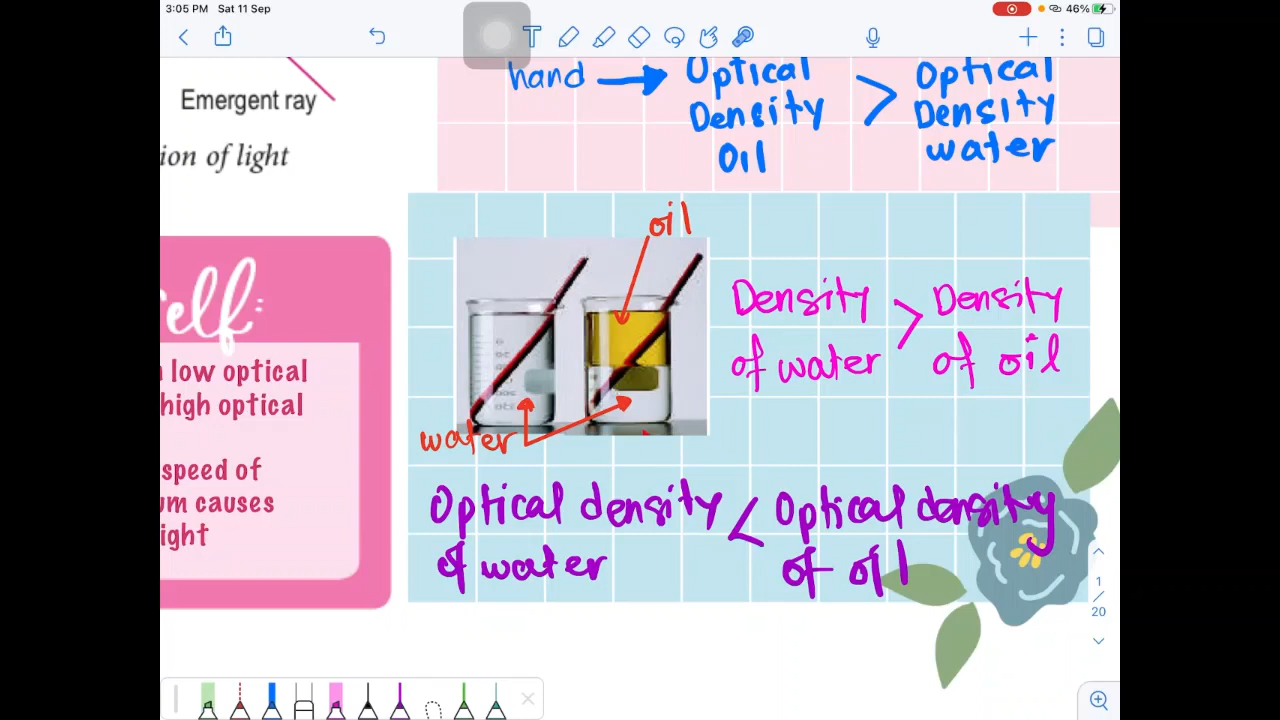 3:05 PM Sat 11 Sep
46%
T
Emergent ray
ion of light
hand
Optical
Density
Oil
>
Optical
Density
water
elf:
low optical
high optical
speed of
um causes
ight
oil
water
Density
of water
>
Density
of oil
Optical density
of water
<
Optical density
of oil
1
/
20